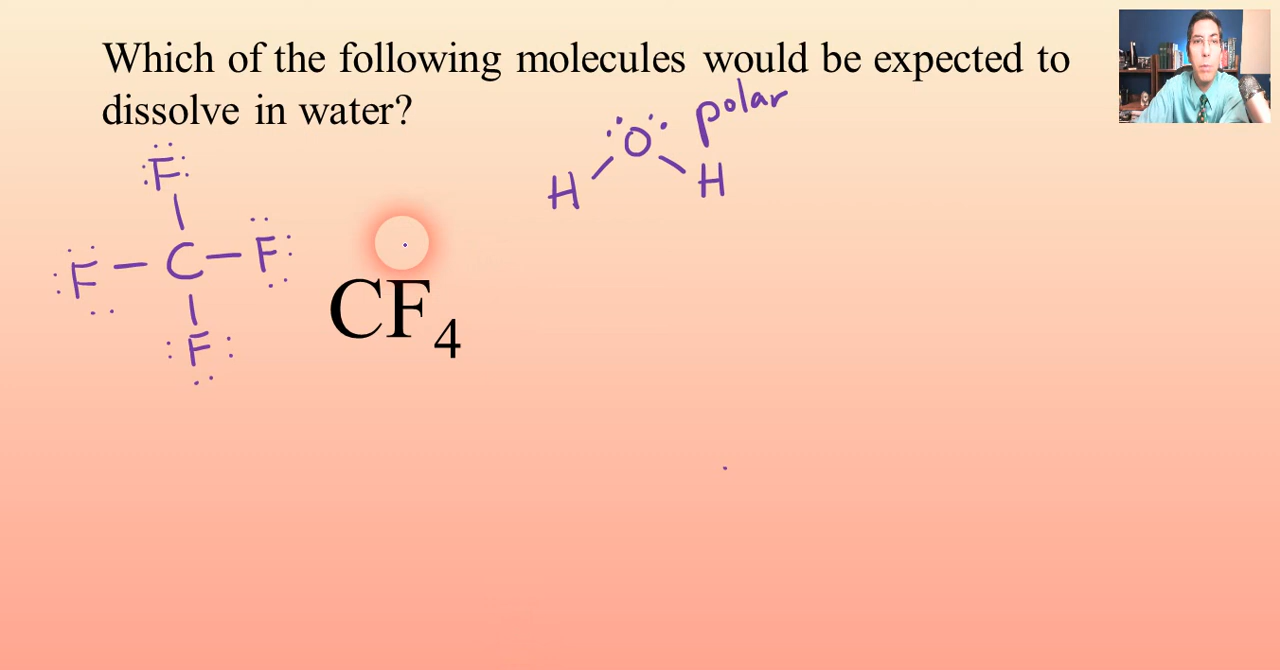 Which of the following molecules would be expected to
dissolve in water?
polar
O
H H
F
F — C — F
F
CF₄